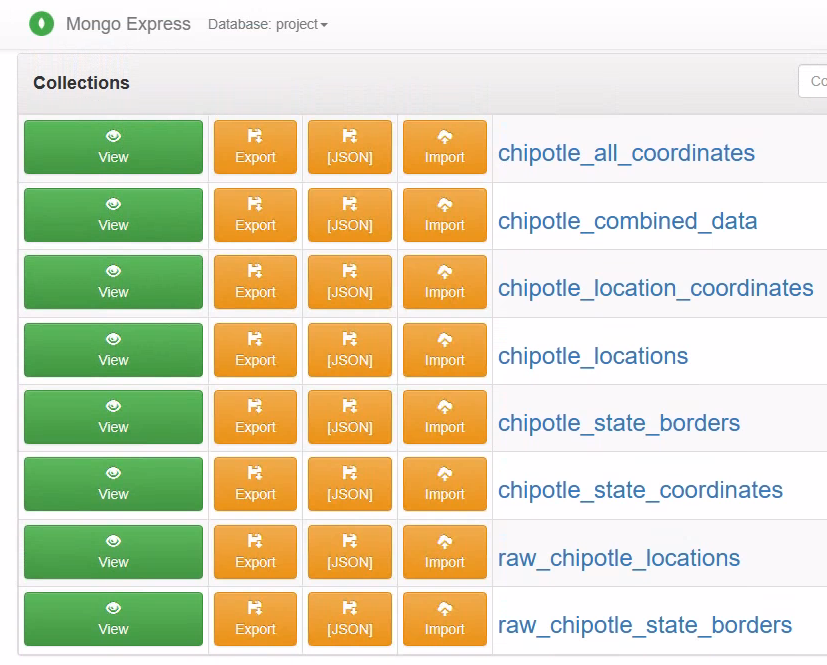 Mongo Express Database: project
Collections Co
View Export [JSON] Import chipotle_all_coordinates
View Export [JSON] Import chipotle_combined_data
View Export [JSON] Import chipotle_location_coordinates
View Export [JSON] Import chipotle_locations
View Export [JSON] Import chipotle_state_borders
View Export [JSON] Import chipotle_state_coordinates
View Export [JSON] Import raw_chipotle_locations
View Export [JSON] Import raw_chipotle_state_borders